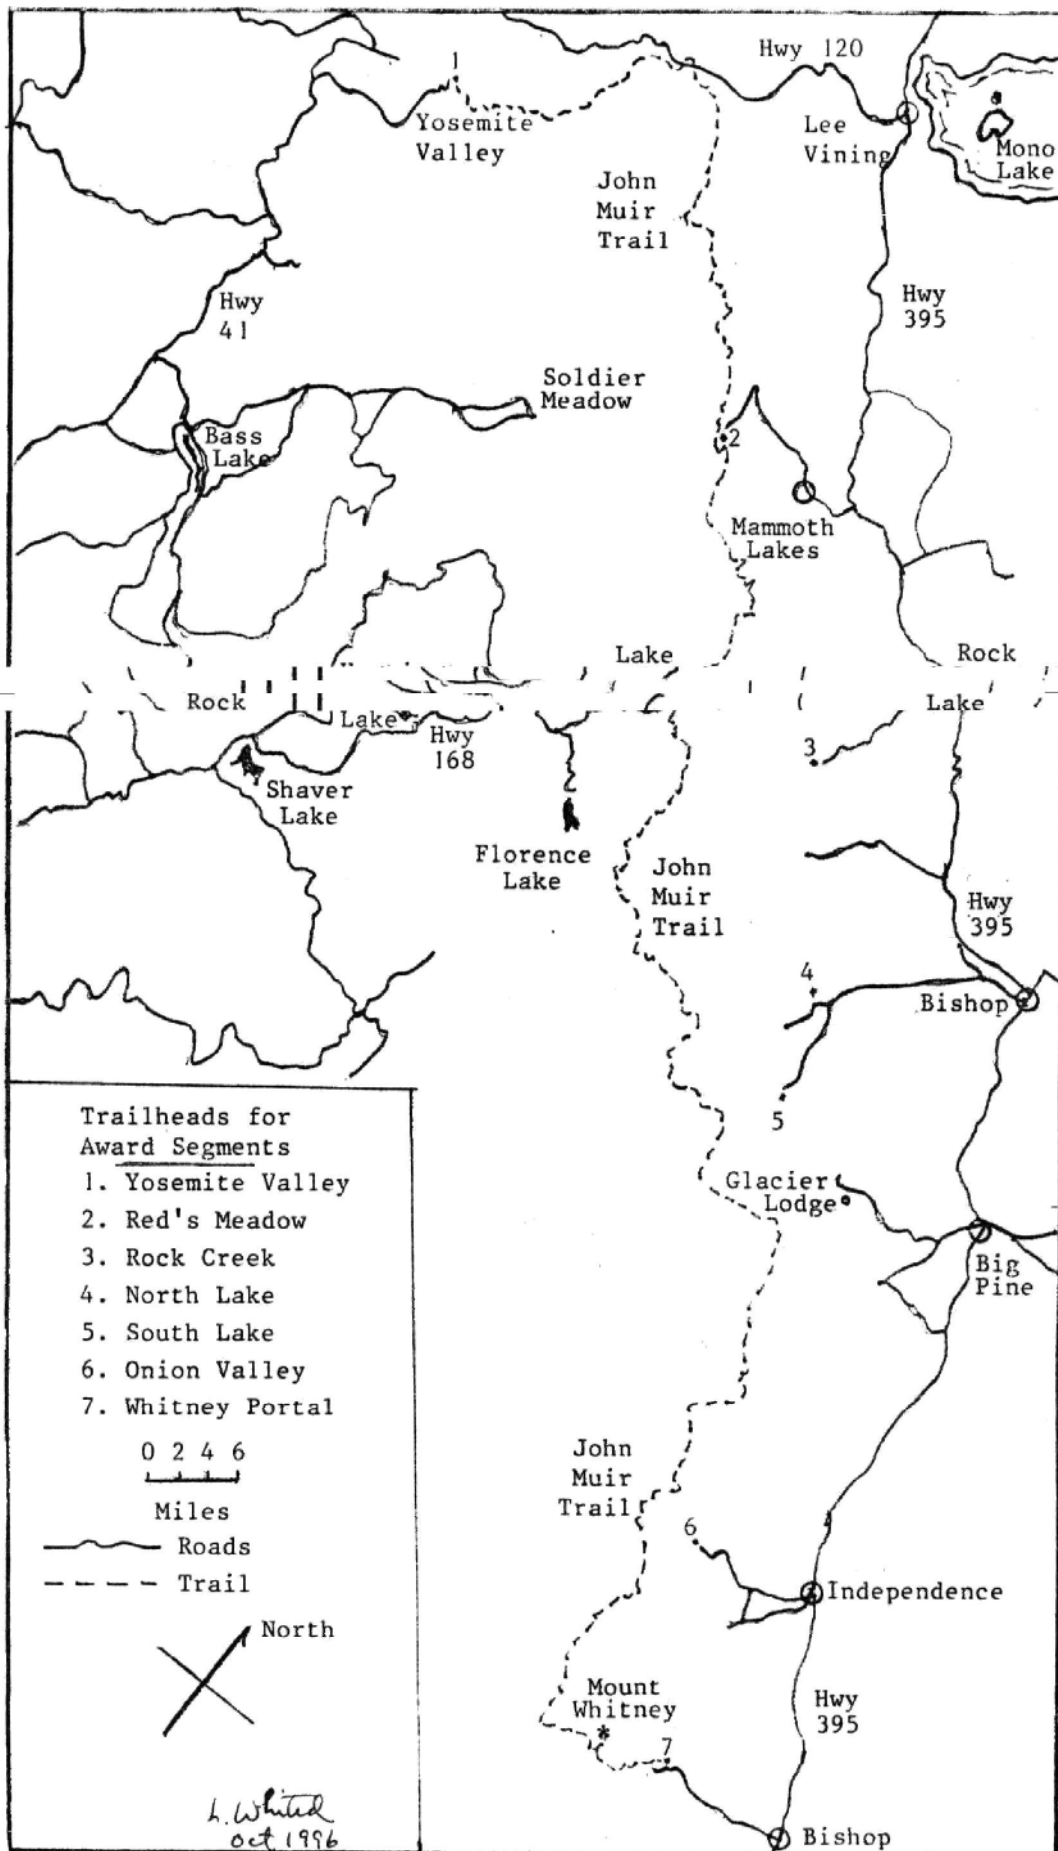 1
Hwy 120
Yosemite
Valley
Lee
Vining
Mono
Lake
John
Muir
Trail
Hwy
41
Hwy
395
Soldier
Meadow
Bass
Lake
2
Mammoth
Lakes
Lake
Rock
Rock
Lake
Lake
Hwy
168
3
Shaver
Lake
Florence
Lake
John
Muir
Trail
Hwy
395
4
Bishop
5
Glacier
Lodge
Big
Pine
Trailheads for
Award Segments
1. Yosemite Valley
2. Red's Meadow
3. Rock Creek
4. North Lake
5. South Lake
6. Onion Valley
7. Whitney Portal
0 2 4 6
Miles
Roads
Trail
North
John
Muir
Trail
6
Independence
Mount
Whitney
*
7
Hwy
395
Bishop
L. Whited
Oct 1996